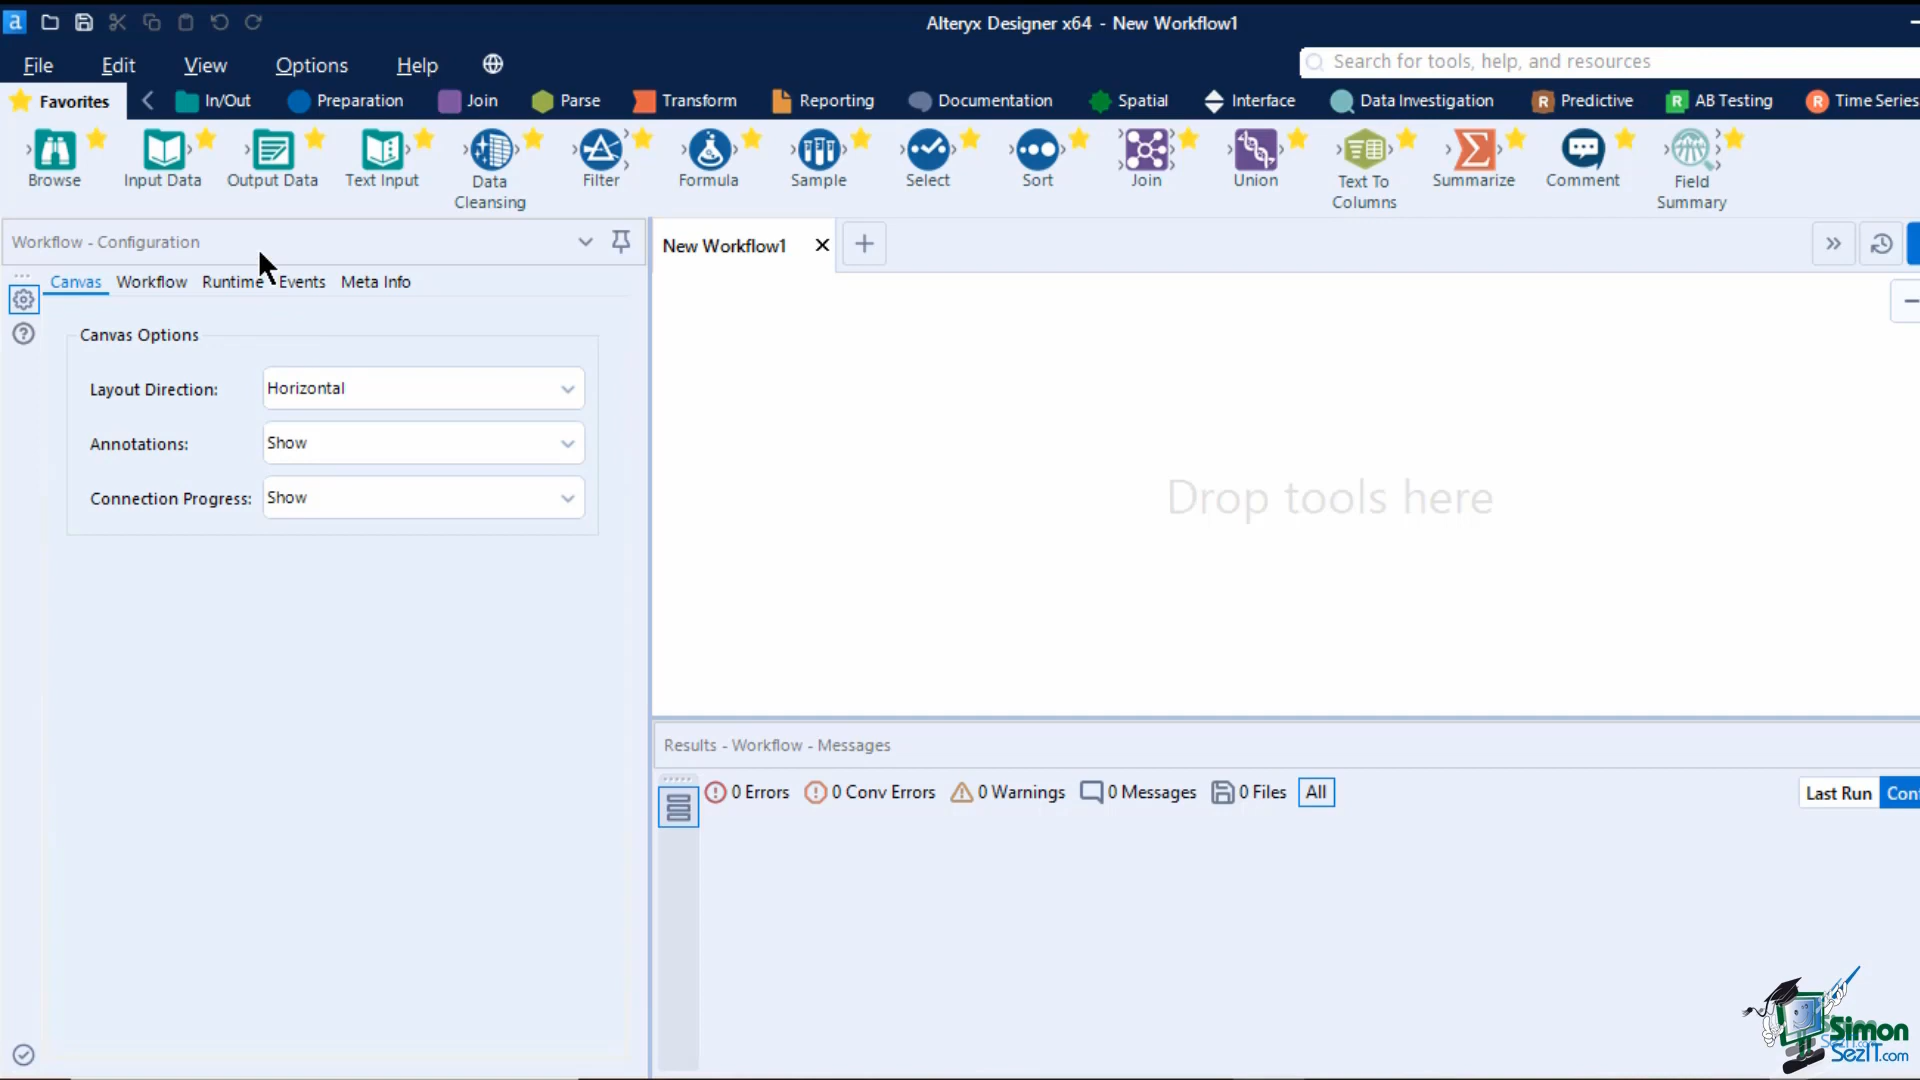 a
Alteryx Designer x64 - New Workflow1
File Edit View Options Help
Search for tools, help, and resources
Favorites In/Out Preparation Join Parse Transform Reporting Documentation Spatial Interface Data Investigation Predictive AB Testing Time Series
Browse Input Data Output Data Text Input Data Cleansing Filter Formula Sample Select Sort Join Union Text To Columns Summarize Comment Field Summary
Workflow - Configuration
New Workflow1
Canvas Workflow Runtime Events Meta Info
Canvas Options
Layout Direction: Horizontal
Annotations: Show
Connection Progress: Show
Drop tools here
Results - Workflow - Messages
0 Errors 0 Conv Errors 0 Warnings 0 Messages 0 Files All
Last Run
Simon
SezIT.com